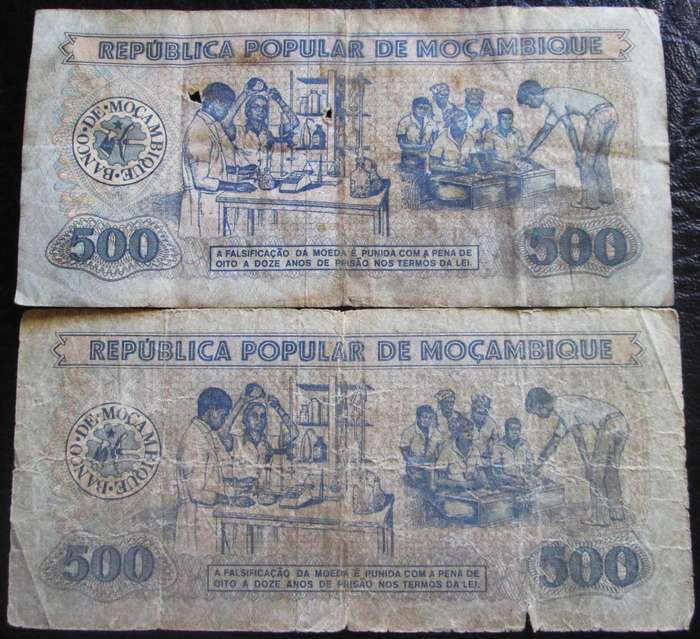 REPÚBLICA POPULAR DE MOÇAMBIQUE
BANCO·DE·MOÇAMBIQUE·
500
500
A FALSIFICAÇÃO DA MOEDA É PUNIDA COM A PENA DE
OITO A DOZE ANOS DE PRISÃO NOS TERMOS DA LEI.
REPÚBLICA POPULAR DE MOÇAMBIQUE
BANCO·DE·MOÇAMBIQUE·
500
500
A FALSIFICAÇÃO DA MOEDA É PUNIDA COM A PENA DE
OITO A DOZE ANOS DE PRISÃO NOS TERMOS DA LEI.